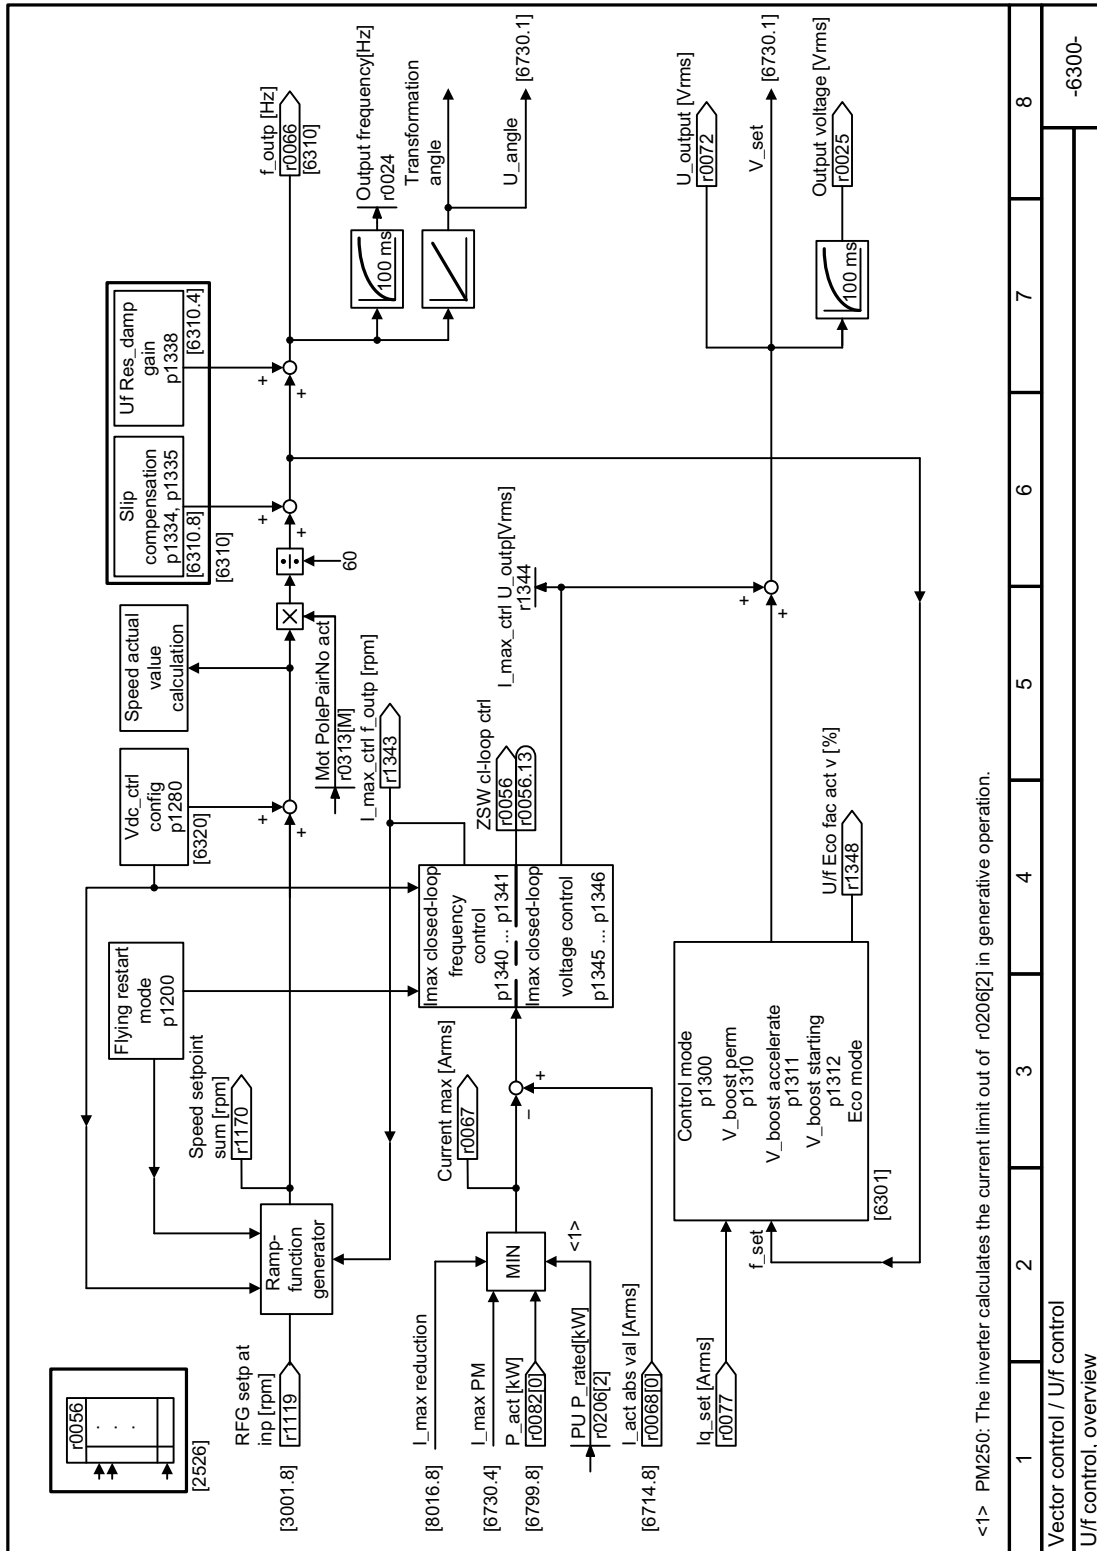 r0056
. . .
[2526]
RFG setp at
inp [rpm]
r1119
[3001.8]
Ramp-
function
generator
Speed setpoint
sum [rpm]
r1170
Flying restart
mode
p1200
Vdc_ctrl
config
p1280
[6320]
+
+
Speed actual
value
calculation
Mot PolePairNo act
r0313[M]
60
Slip
compensation
p1334, p1335
[6310.8]
Uf Res_damp
gain
p1338
[6310.4]
[6310]
+
+
+
+
f_outp [Hz]
r0066
[6310]
100 ms
Output frequency[Hz]
r0024
Transformation
angle
U_angle
[6730.1]
I_max_ctrl f_outp [rpm]
r1343
I_max reduction
[8016.8]
I_max PM
[6730.4]
P_act [kW]
r0082[0]
[6799.8]
PU P_rated[kW]
r0206[2]
<1>
I_act abs val [Arms]
r0068[0]
[6714.8]
MIN
Current max [Arms]
r0067
–
+
Imax closed-loop
frequency
control
p1340 ... p1341
Imax closed-loop
voltage control
p1345 ... p1346
ZSW cl-loop ctrl
r0056
r0056.13
I_max_ctrl U_outp[Vrms]
r1344
+
+
U_output [Vrms]
r0072
V_set
[6730.1]
Output voltage [Vrms]
r0025
100 ms
Iq_set [Arms]
r0077
f_set
Control mode
p1300
V_boost perm
p1310
V_boost accelerate
p1311
V_boost starting
p1312
Eco mode
[6301]
U/f Eco fac act v [%]
r1348
<1> PM250: The inverter calculates the current limit out of r0206[2] in generative operation.
1 2 3 4 5 6 7 8
Vector control / U/f control
U/f control, overview
-6300-